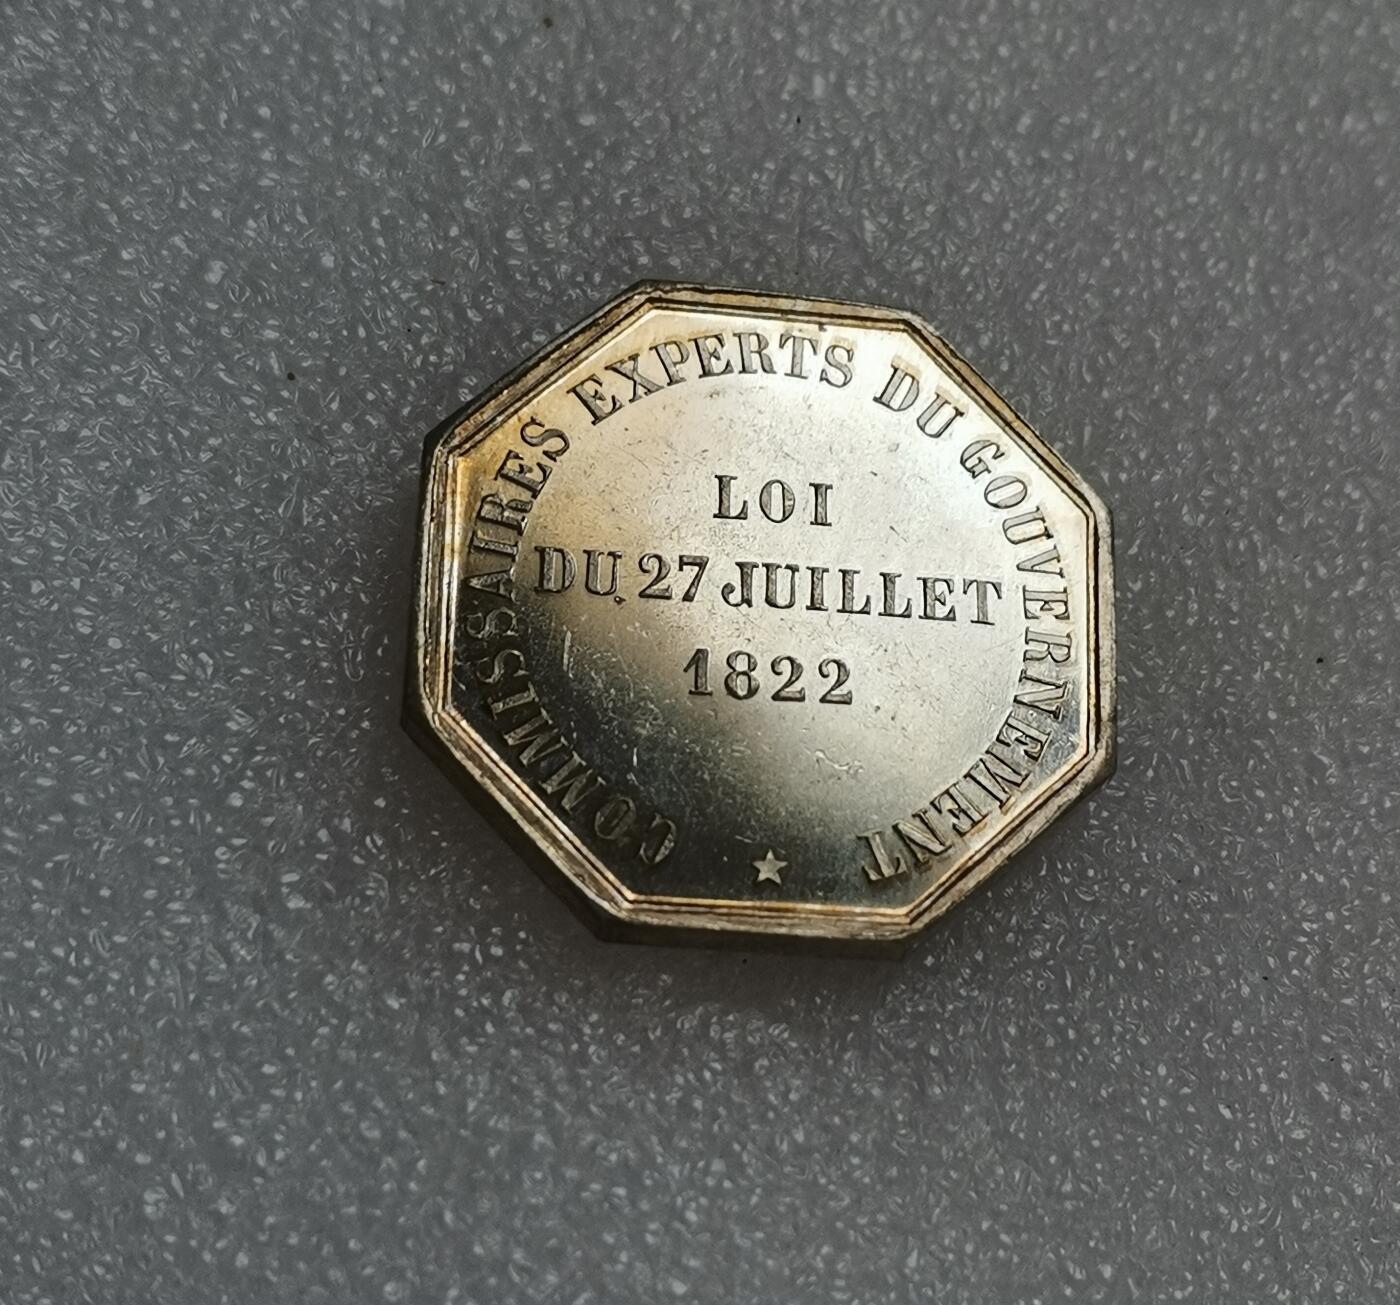 COMMISSAIRES EXPERTS DU GOUVERNEMENT
LOI
DU 27 JUILLET
1822